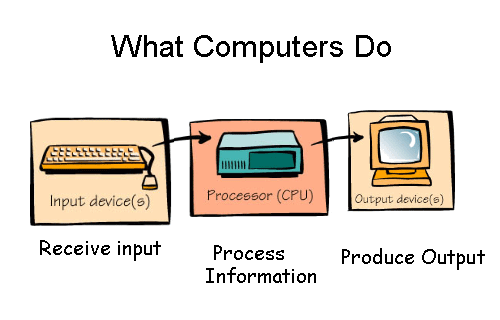 What Computers Do
Input device(s)
Processor (CPU)
Output device(s)
Receive input
Process
Information
Produce Output